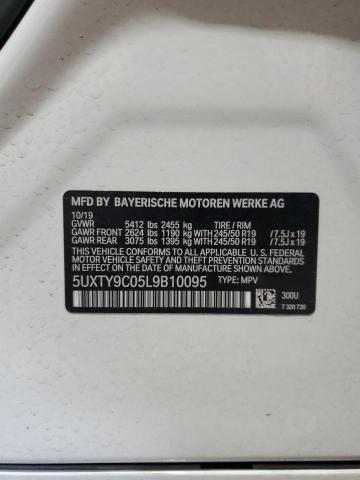 MFD BY BAYERISCHE MOTOREN WERKE AG
10/19
GVWR 5412 lbs 2455 kg TIRE / RIM
GAWR FRONT 2624 lbs 1190 kg WITH 245/50 R19 /7.5J x 19
GAWR REAR 3075 lbs 1395 kg WITH 245/50 R19 /7.5J x 19
THIS VEHICLE CONFORMS TO ALL APPLICABLE U. S. FEDERAL
MOTOR VEHICLE SAFETY AND THEFT PREVENTION STANDARDS
IN EFFECT ON THE DATE OF MANUFACTURE SHOWN ABOVE.
5UXTY9C05L9B10095 TYPE: MPV
300U
7 320 730